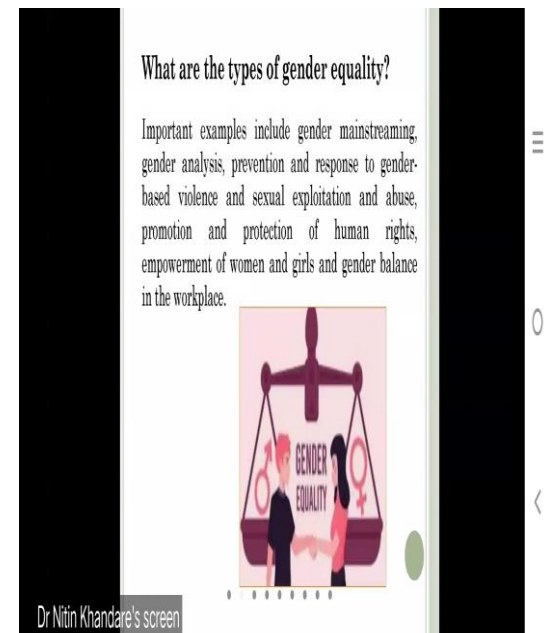 What are the types of gender equality?
Important examples include gender mainstreaming,
gender analysis, prevention and response to gender-
based violence and sexual exploitation and abuse,
promotion and protection of human rights,
empowerment of women and girls and gender balance
in the workplace.
GENDER
EQUALITY
Dr Nitin Khandare's screen